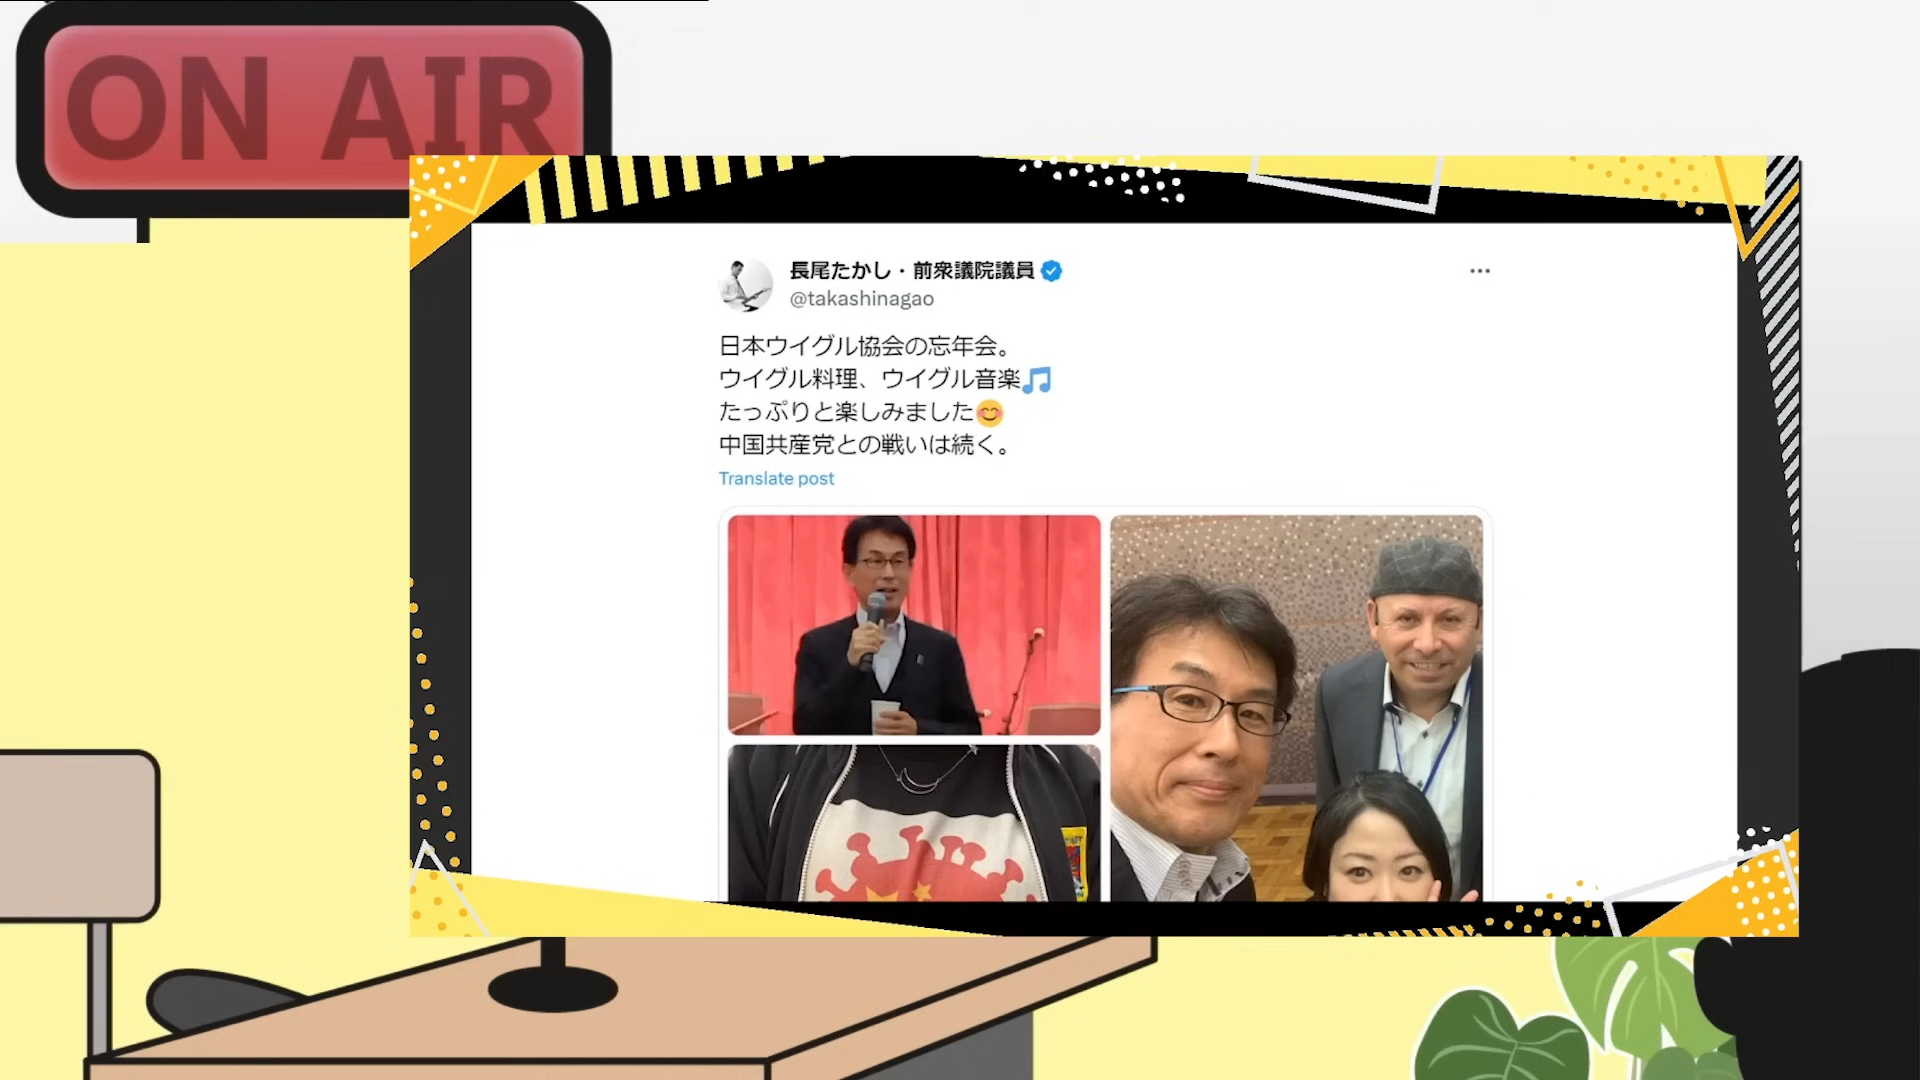 ON AIR
長尾たかし・前衆議院議員
@takashinagao
日本ウイグル協会の忘年会。
ウイグル料理、ウイグル音楽🎵
たっぷりと楽しみました😊
中国共産党との戦いは続く。
Translate post